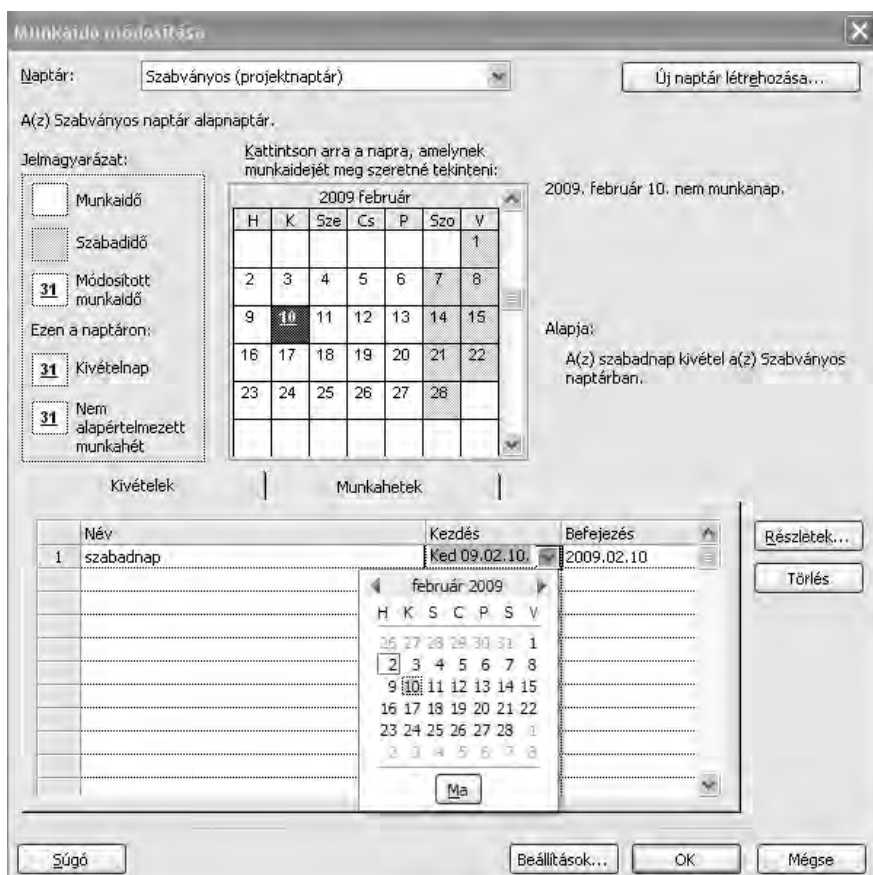 Munkaidő módosítása
Naptár: Szabványos (projektnaptár) Új naptár létrehozása...
A(z) Szabványos naptár alapnaptár.
Jelmagyarázat:
Munkaidő
Szabadidő
31 Módosított
munkaidő
Ezen a naptáron:
31 Kivételnap
31 Nem
alapértelmezett
munkahét
Kattintson arra a napra, amelynek
munkaidejét meg szeretné tekinteni:
2009 február
H K Sze Cs P Szo V
1
2 3 4 5 6 7 8
9 10 11 12 13 14 15
16 17 18 19 20 21 22
23 24 25 26 27 28
2009. február 10. nem munkanap.
Alapja:
A(z) szabadnap kivétel a(z) Szabványos
naptárban.
Kivételek Munkahetek
Név Kezdés Befejezés
1 szabadnap Ked 09.02.10. 2009.02.10
Részletek...
Törlés
február 2009
H K S C P S V
26 27 28 29 30 31 1
2 3 4 5 6 7 8
9 10 11 12 13 14 15
16 17 18 19 20 21 22
23 24 25 26 27 28 1
2 3 4 5 6 7 8
Ma
Súgó Beállítások... OK Mégse